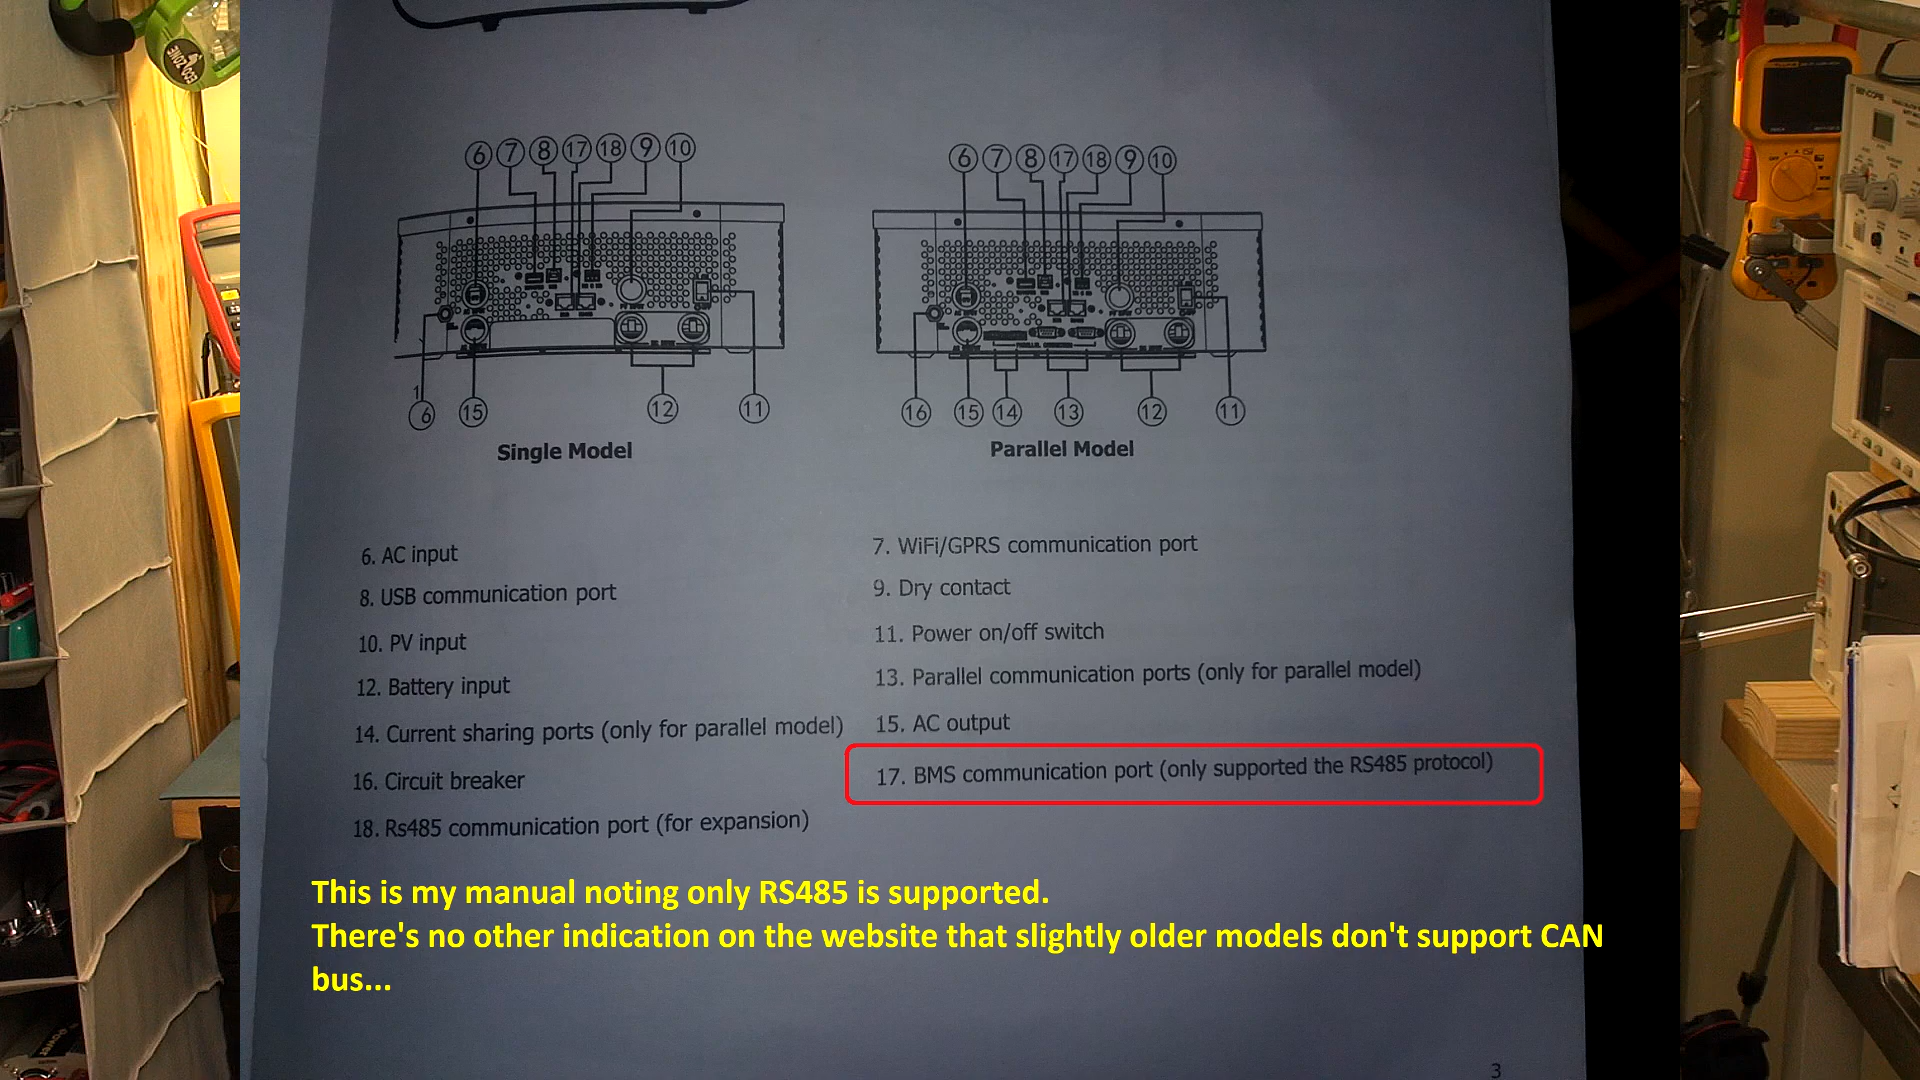 ECO ZONE
6 7 8 17 18 9 10
6 7 8 17 18 9 10
1
6 15 12 11
16 15 14 13 12 11
Single Model
Parallel Model
6. AC input
7. WiFi/GPRS communication port
8. USB communication port
9. Dry contact
10. PV input
11. Power on/off switch
12. Battery input
13. Parallel communication ports (only for parallel model)
14. Current sharing ports (only for parallel model)
15. AC output
16. Circuit breaker
17. BMS communication port (only supported the RS485 protocol)
18. Rs485 communication port (for expansion)
This is my manual noting only RS485 is supported.
There's no other indication on the website that slightly older models don't support CAN
bus...
3